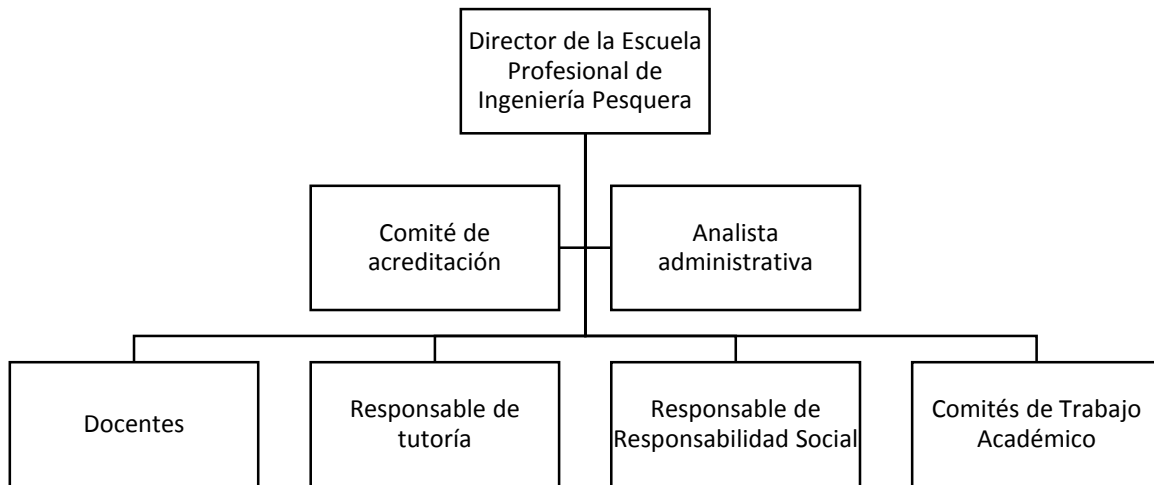 Director de la Escuela
Profesional de
Ingeniería Pesquera
Comité de
acreditación
Analista
administrativa
Docentes
Responsable de
tutoría
Responsable de
Responsabilidad Social
Comités de Trabajo
Académico